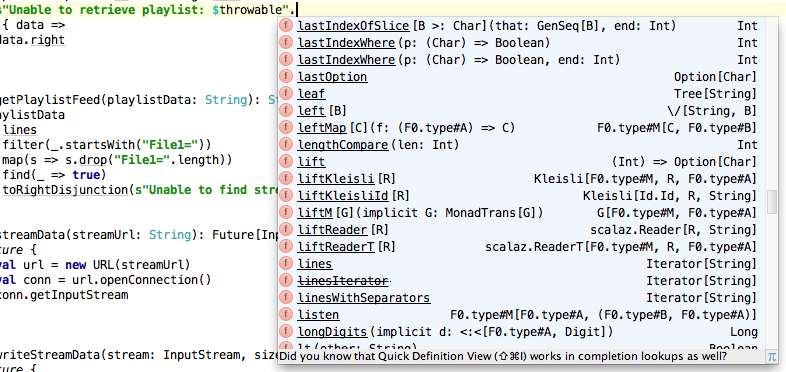 s"Unable to retrieve playlist: $throwable".
{ data =>
data.right
getPlaylistFeed(playlistData: String): S
aylistData
lines
filter(_.startsWith("File1="))
map(s => s.drop("File1=".length))
find(_ => true)
toRightDisjunction(s"Unable to find stre
streamData(streamUrl: String): Future[Inp
ture {
val url = new URL(streamUrl)
val conn = url.openConnection()
conn.getInputStream
writeStreamData(stream: InputStream, size
ture {
f lastIndexOfSlice[B >: Char](that: GenSeq[B], end: Int) Int
f lastIndexWhere(p: (Char) => Boolean) Int
f lastIndexWhere(p: (Char) => Boolean, end: Int) Int
f lastOption Option[Char]
f leaf Tree[String]
f left[B] \/[String, B]
f leftMap[C](f: (F0.type#A) => C) F0.type#M[C, F0.type#B]
f lengthCompare(len: Int) Int
f lift (Int) => Option[Char]
f liftKleisli[R] Kleisli[F0.type#M, R, F0.type#A]
f liftKleisliId[R] Kleisli[Id.Id, R, String]
f liftM[G](implicit G: MonadTrans[G]) G[F0.type#M, F0.type#A]
f liftReader[R] scalaz.Reader[R, String]
f liftReaderT[R] scalaz.ReaderT[F0.type#M, R, F0.type#A]
f lines Iterator[String]
f linesIterator Iterator[String]
f linesWithSeparators Iterator[String]
f listen F0.type#M[F0.type#A, (F0.type#B, F0.type#A)]
f longDigits(implicit d: <:<[F0.type#A, Digit]) Long
f lt(other: String) Boolean
Did you know that Quick Definition View (⇧⌘I) works in completion lookups as well? π